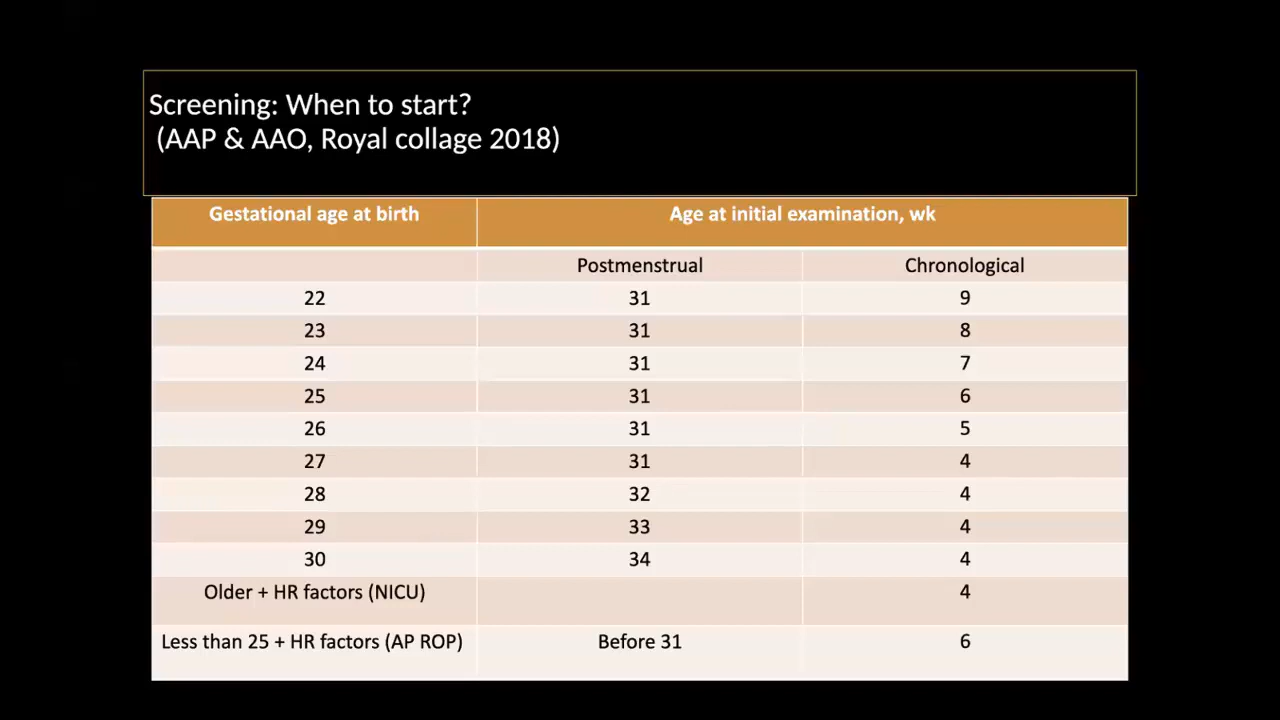 Screening: When to start?
(AAP & AAO, Royal collage 2018)
Gestational age at birth Age at initial examination, wk
Postmenstrual Chronological
22 31 9
23 31 8
24 31 7
25 31 6
26 31 5
27 31 4
28 32 4
29 33 4
30 34 4
Older + HR factors (NICU) 4
Less than 25 + HR factors (AP ROP) Before 31 6